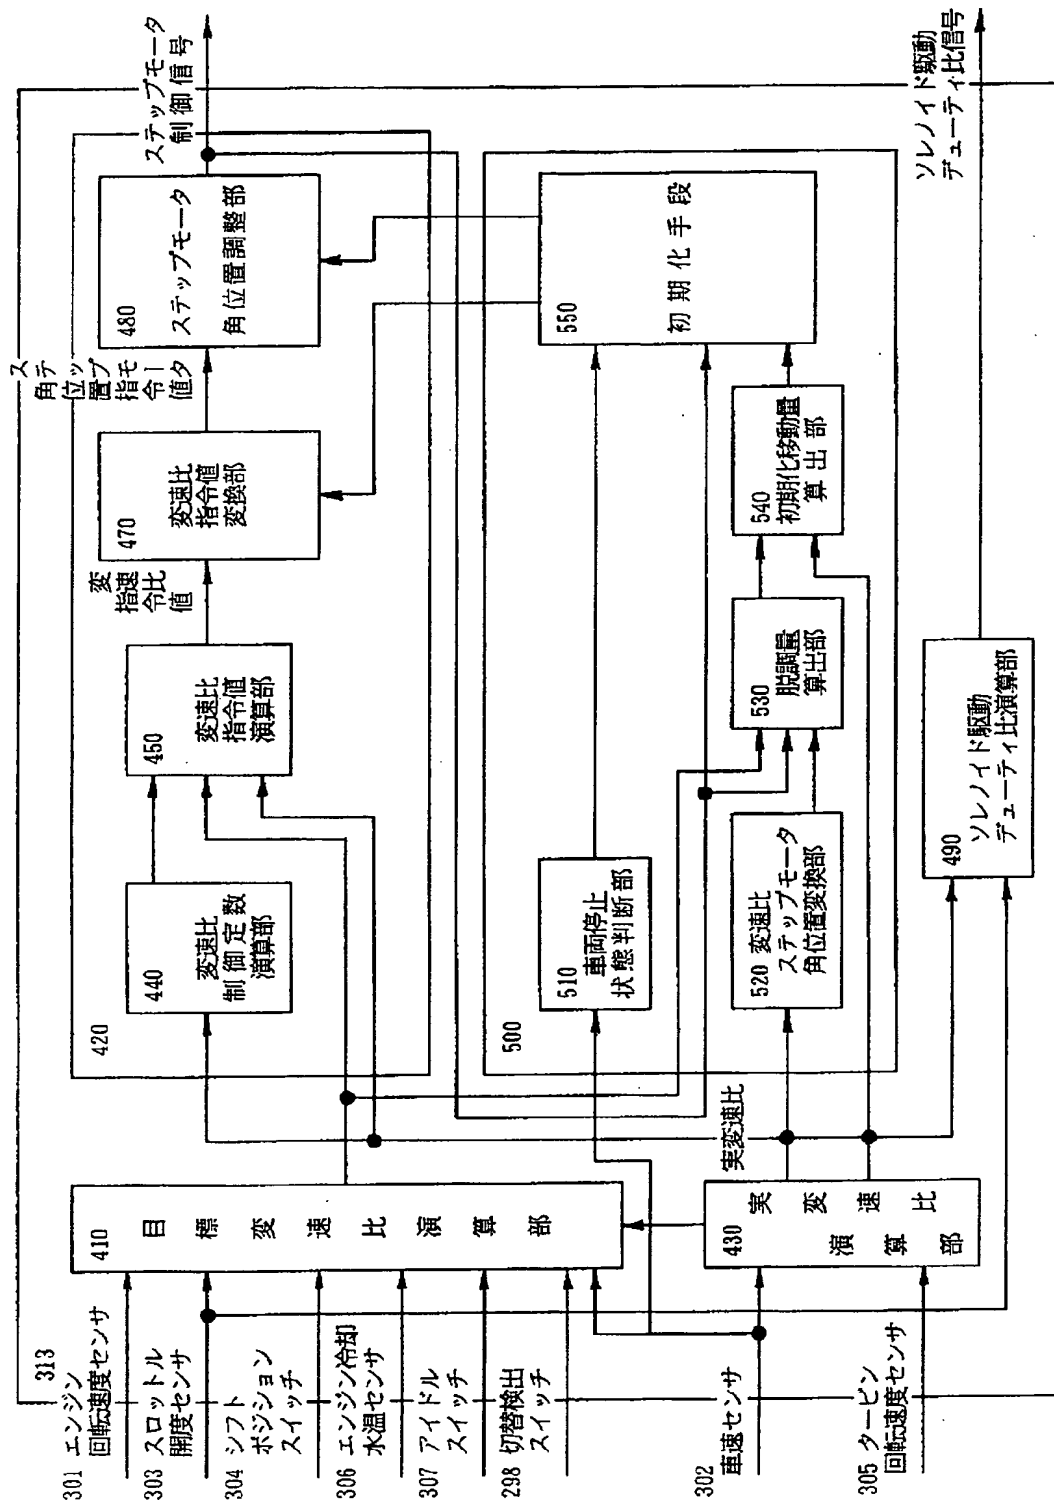 313
301 エンジン
回転速度センサ
303 スロットル
開度センサ
304 シフト
ポジション
スイッチ
306 エンジン冷却
水温センサ
307 アイドル
スイッチ
298 切替検出
スイッチ
302
車速センサ
305 タービン
回転速度センサ
410
目標変速比演算部
430
実変速比
演算部
実変速比
420
440
変速比
制御定数
演算部
450
変速比
指令値
演算部
変速比
指令値
470
変速比
指令値
変換部
ステップモータ
角位置指令値
480
ステップモータ
角位置調整部
ステップモータ
制御信号
500
510
車両停止
状態判断部
520 変速比
ステップモータ
角位置変換部
530
脱調量
算出部
540
初期化移動量
算出部
550
初期化手段
490
ソレノイド駆動
デューティ比演算部
ソレノイド駆動
デューティ比信号